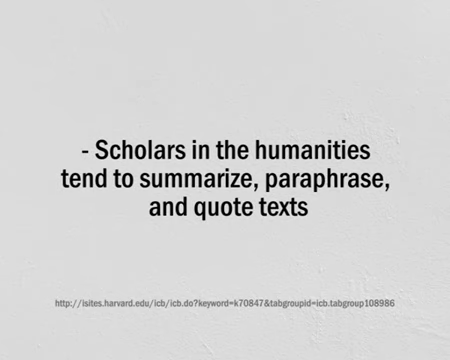 - Scholars in the humanities
tend to summarize, paraphrase,
and quote texts
http://isites.harvard.edu/icb/icb.do?keyword=k70847&tabgroupid=icb.tabgroup108986